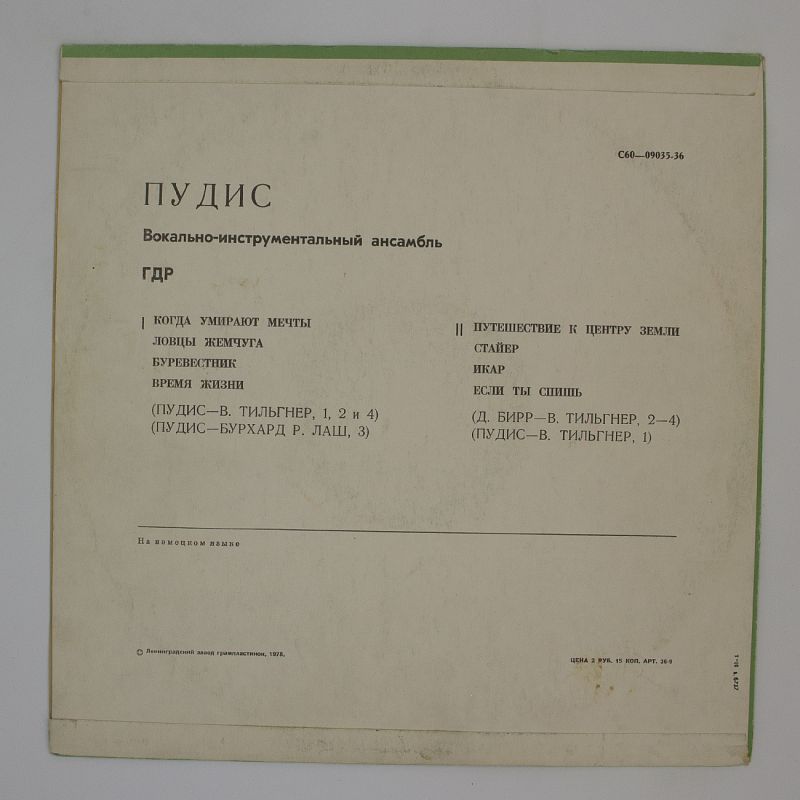 С60—09035-36
ПУДИС
Вокально-инструментальный ансамбль
ГДР
I КОГДА УМИРАЮТ МЕЧТЫ
ЛОВЦЫ ЖЕМЧУГА
БУРЕВЕСТНИК
ВРЕМЯ ЖИЗНИ
(ПУДИС—В. ТИЛЬГНЕР, 1, 2 и 4)
(ПУДИС—БУРХАРД Р. ЛАШ, 3)
II ПУТЕШЕСТВИЕ К ЦЕНТРУ ЗЕМЛИ
СТАЙЕР
ИКАР
ЕСЛИ ТЫ СПИШЬ
(Д. БИРР—В. ТИЛЬГНЕР, 2—4)
(ПУДИС—В. ТИЛЬГНЕР, 1)
На немецком языке
© Ленинградский завод грампластинок, 1978,
ЦЕНА 2 РУБ. 15 КОП. АРТ. 36-9